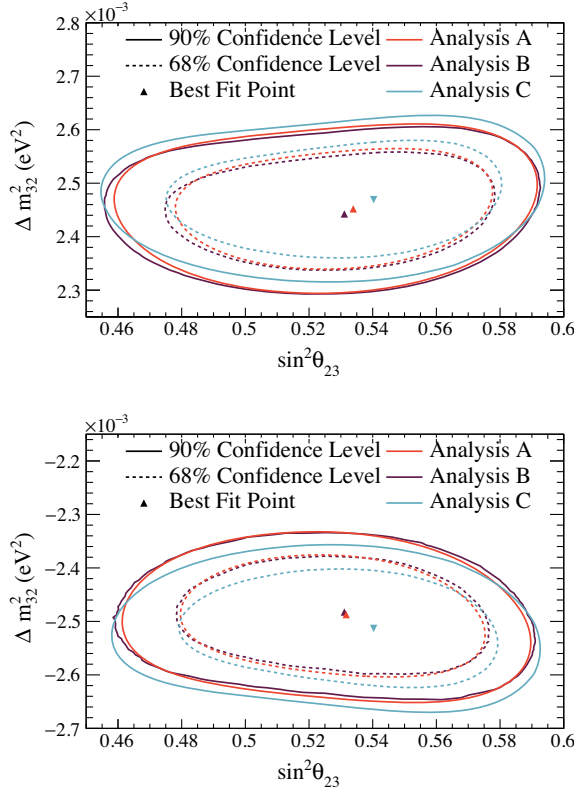 ×10⁻³
2.8
2.7
2.6
2.5
2.4
2.3
Δ m²₃₂ (eV²)
90% Confidence Level
68% Confidence Level
Best Fit Point
Analysis A
Analysis B
Analysis C
0.46 0.48 0.5 0.52 0.54 0.56 0.58 0.6
sin²θ₂₃
×10⁻³
−2.2
−2.3
−2.4
−2.5
−2.6
−2.7
Δ m²₃₂ (eV²)
90% Confidence Level
68% Confidence Level
Best Fit Point
Analysis A
Analysis B
Analysis C
0.46 0.48 0.5 0.52 0.54 0.56 0.58 0.6
sin²θ₂₃